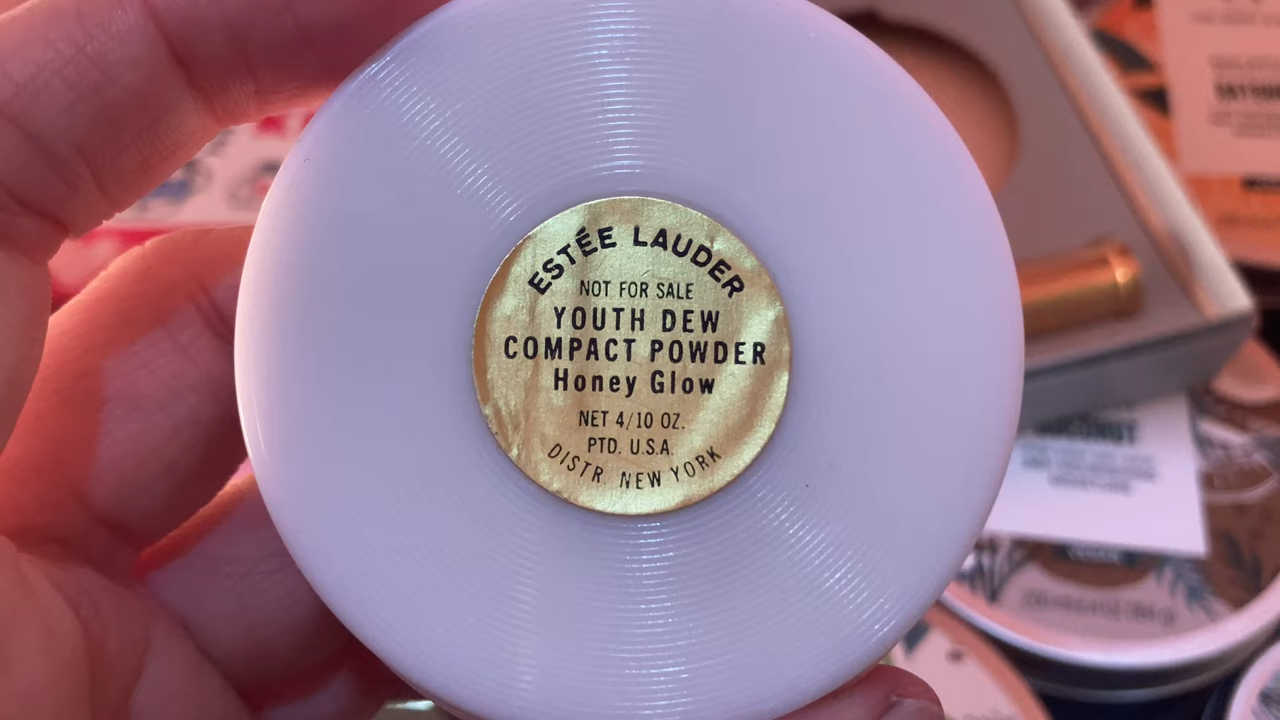 ESTÉE LAUDER
NOT FOR SALE
YOUTH DEW
COMPACT POWDER
Honey Glow
NET 4/10 OZ.
PTD. U.S.A.
DISTR. NEW YORK